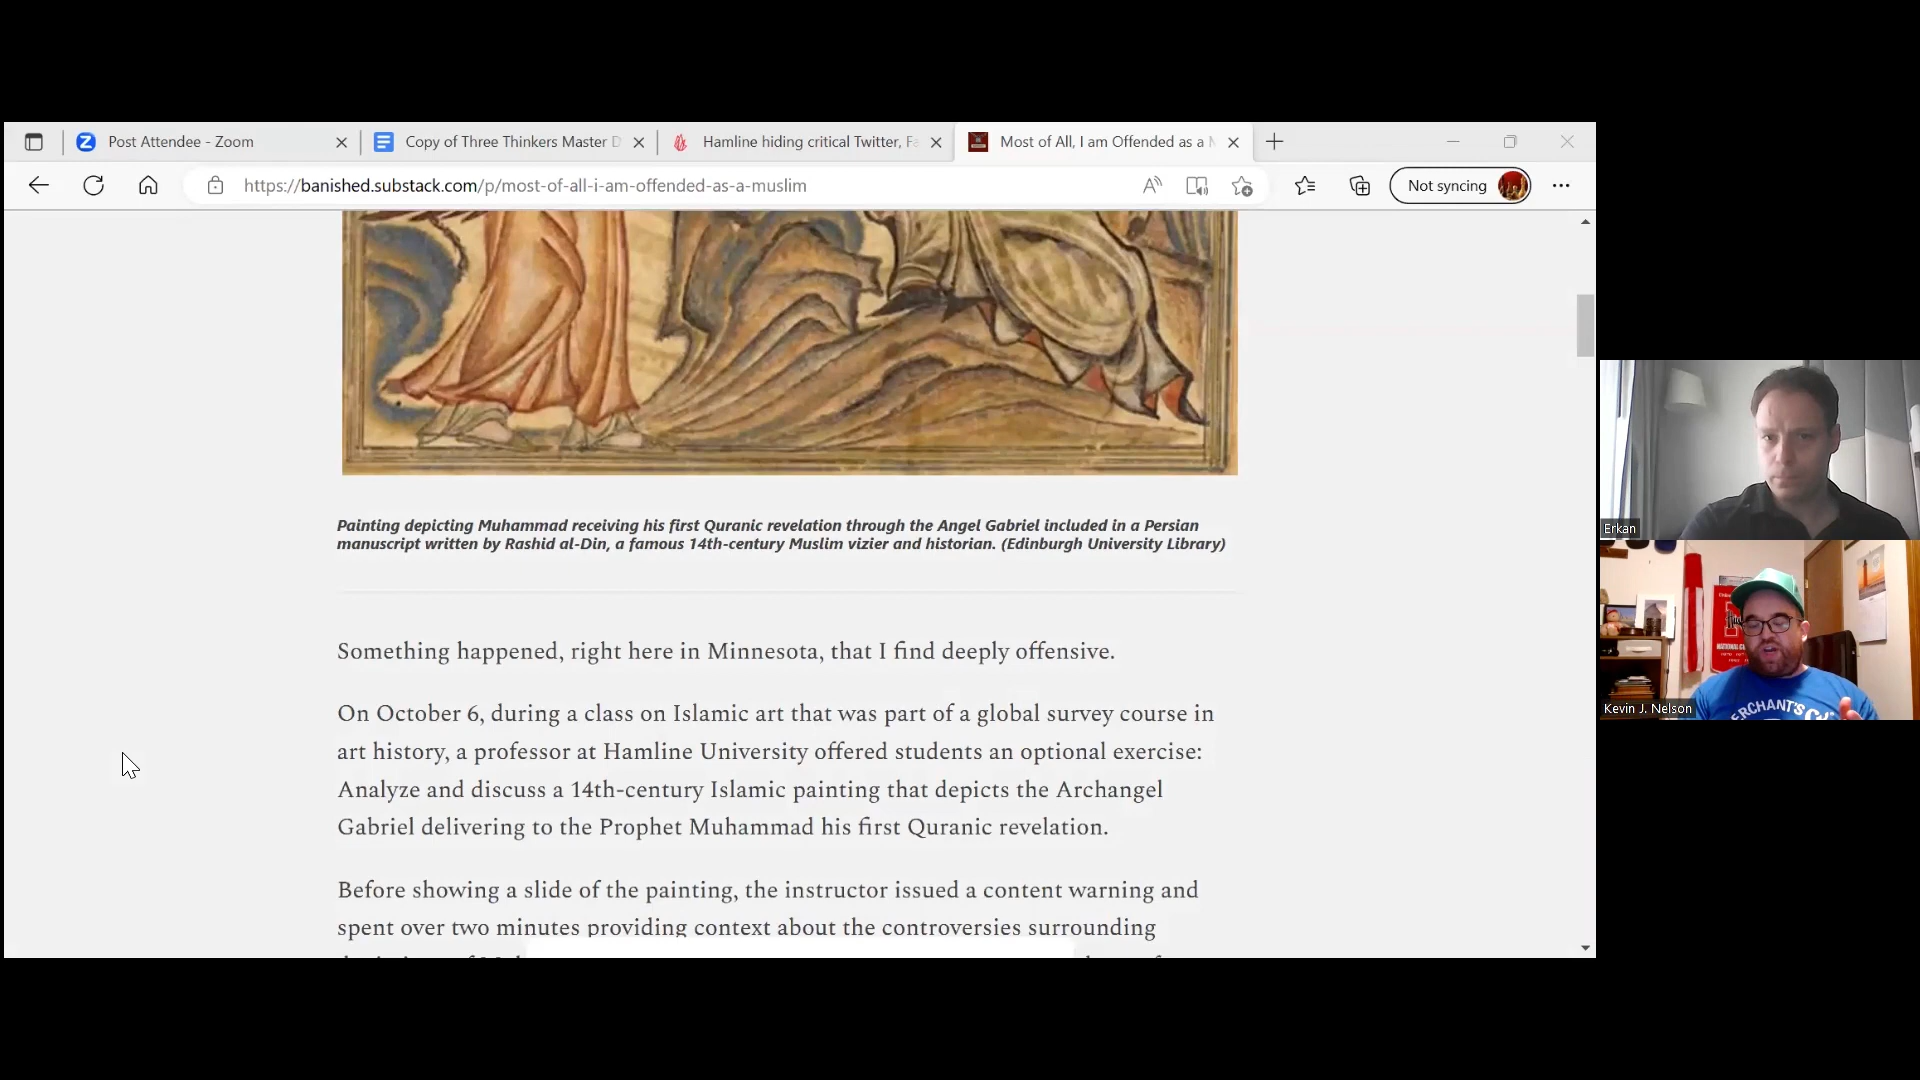 Post Attendee - Zoom
Copy of Three Thinkers Master D
Hamline hiding critical Twitter, Fa
Most of All, I am Offended as a M
https://banished.substack.com/p/most-of-all-i-am-offended-as-a-muslim
Not syncing
Painting depicting Muhammad receiving his first Quranic revelation through the Angel Gabriel included in a Persian
manuscript written by Rashid al-Din, a famous 14th-century Muslim vizier and historian. (Edinburgh University Library)
Something happened, right here in Minnesota, that I find deeply offensive.
On October 6, during a class on Islamic art that was part of a global survey course in
art history, a professor at Hamline University offered students an optional exercise:
Analyze and discuss a 14th-century Islamic painting that depicts the Archangel
Gabriel delivering to the Prophet Muhammad his first Quranic revelation.
Before showing a slide of the painting, the instructor issued a content warning and
spent over two minutes providing context about the controversies surrounding
Erkan
Kevin J. Nelson